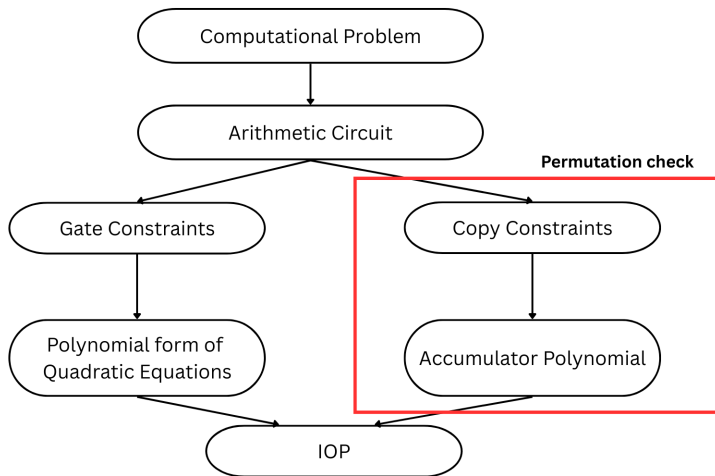 Computational Problem
Arithmetic Circuit
Permutation check
Gate Constraints
Copy Constraints
Polynomial form of
Quadratic Equations
Accumulator Polynomial
IOP